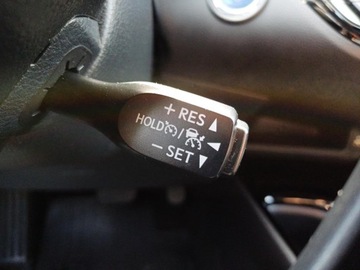 + RES ▲
HOLD /
− SET ▼